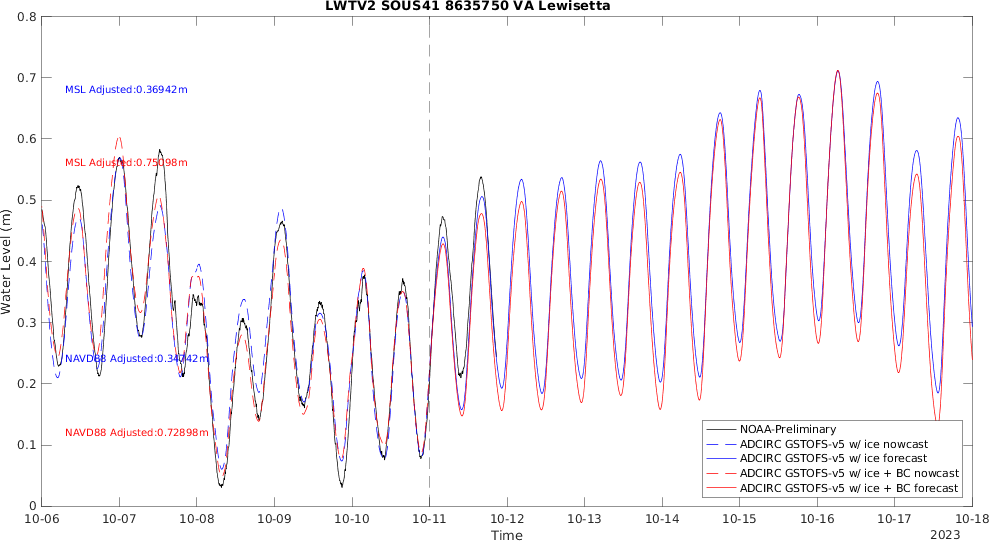 LWTV2 SOUS41 8635750 VA Lewisetta
0.8
0.7
0.6
0.5
0.4
0.3
0.2
0.1
0
Water Level (m)
MSL Adjusted:0.36942m
MSL Adjusted:0.75098m
NAVD88 Adjusted:0.34742m
NAVD88 Adjusted:0.72898m
NOAA-Preliminary
ADCIRC GSTOFS-v5 w/ ice nowcast
ADCIRC GSTOFS-v5 w/ ice forecast
ADCIRC GSTOFS-v5 w/ ice + BC nowcast
ADCIRC GSTOFS-v5 w/ ice + BC forecast
10-06 10-07 10-08 10-09 10-10 10-11 10-12 10-13 10-14 10-15 10-16 10-17 10-18
Time
2023